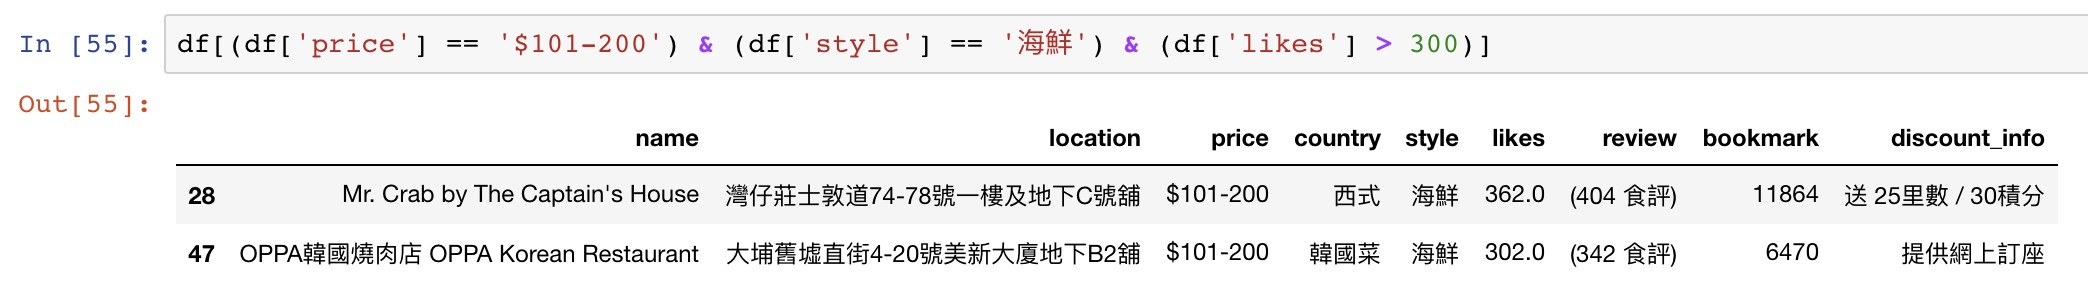 In [55]: df[(df['price'] == '$101-200') & (df['style'] == '海鮮') & (df['likes'] > 300)]
Out[55]:
name location price country style likes review bookmark discount_info
28 Mr. Crab by The Captain's House 灣仔莊士敦道74-78號一樓及地下C號舖 $101-200 西式 海鮮 362.0 (404 食評) 11864 送 25里數 / 30積分
47 OPPA韓國燒肉店 OPPA Korean Restaurant 大埔舊墟直街4-20號美新大廈地下B2舖 $101-200 韓國菜 海鮮 302.0 (342 食評) 6470 提供網上訂座